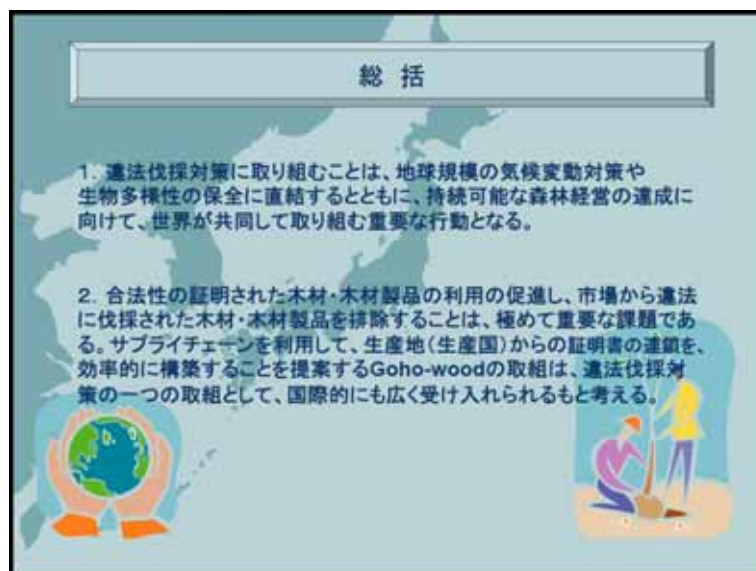 総 括
1. 違法伐採対策に取り組むことは、地球規模の気候変動対策や
生物多様性の保全に直結するとともに、持続可能な森林経営の達成に
向けて、世界が共同して取り組む重要な行動となる。
2. 合法性の証明された木材・木材製品の利用の促進し、市場から違法
に伐採された木材・木材製品を排除することは、極めて重要な課題であ
る。サプライチェーンを利用して、生産地(生産国)からの証明書の連鎖を、
効率的に構築することを提案するGoho-woodの取組は、違法伐採対
策の一つの取組として、国際的にも広く受け入れられるもと考える。